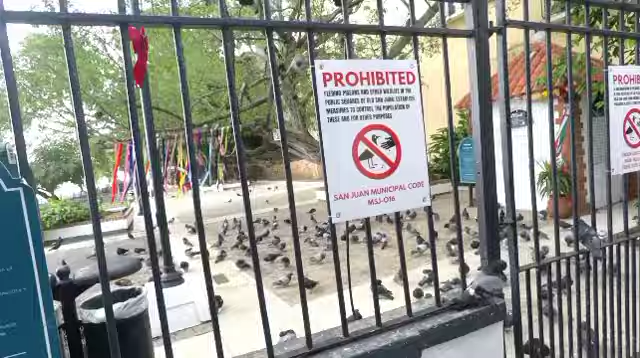 PROHIBITED
FEEDING PIGEONS AND OTHER WILDLIFE IN THE
PUBLIC SQUARES OF OLD SAN JUAN; ESTABLISH
MEASURES TO CONTROL THE POPULATION OF
THESE AND FOR OTHER PURPOSES
SAN JUAN MUNICIPAL CODE
MSJ-016
PROHIB